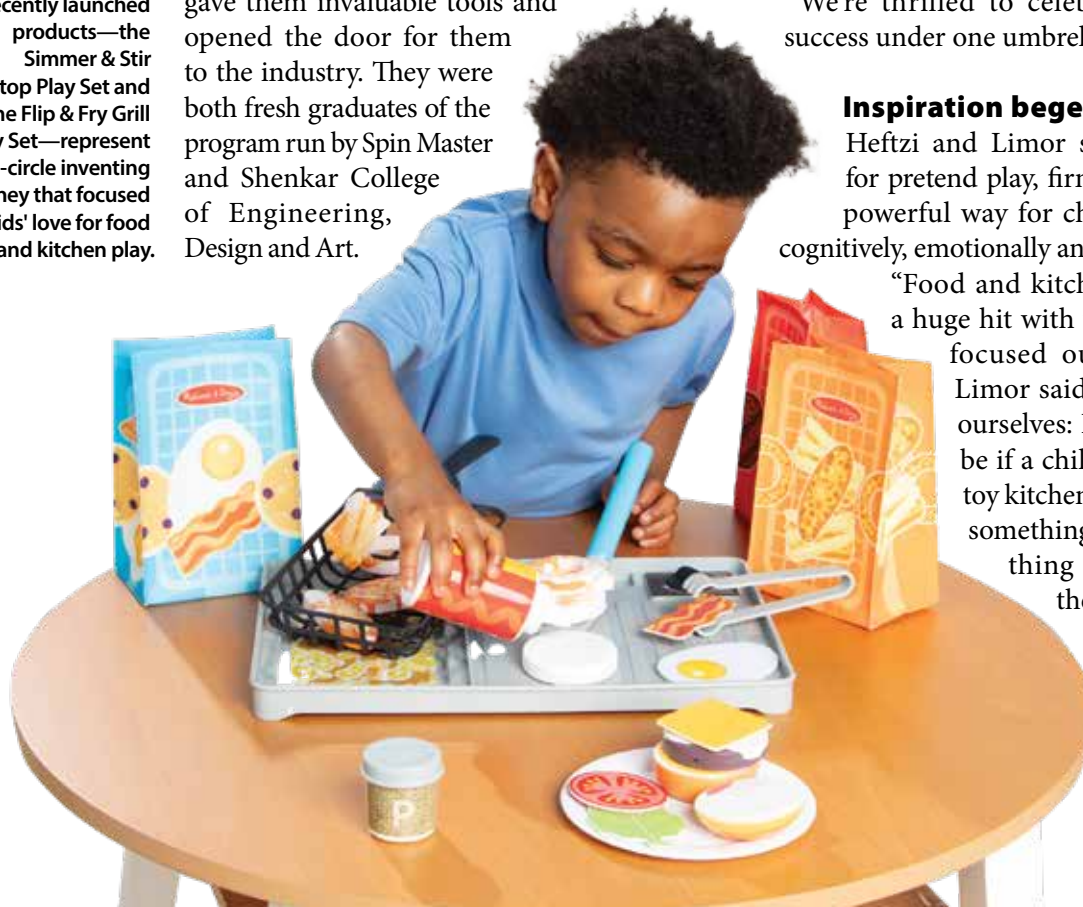 ecently launched
products—the
Simmer & Stir
top Play Set and
ne Flip & Fry Grill
y Set—represent
-circle inventing
ney that focused
ids' love for food
and kitchen play.
gave them invaluable tools and
opened the door for them
to the industry. They were
both fresh graduates of the
program run by Spin Master
and Shenkar College
of Engineering,
Design and Art.
We're thrilled to celeb
success under one umbrel
Inspiration bege
Heftzi and Limor s
for pretend play, firm
powerful way for ch
cognitively, emotionally an
“Food and kitch
a huge hit with
focused ou
Limor said
ourselves:
be if a chil
toy kitchen
something
thing
the
P